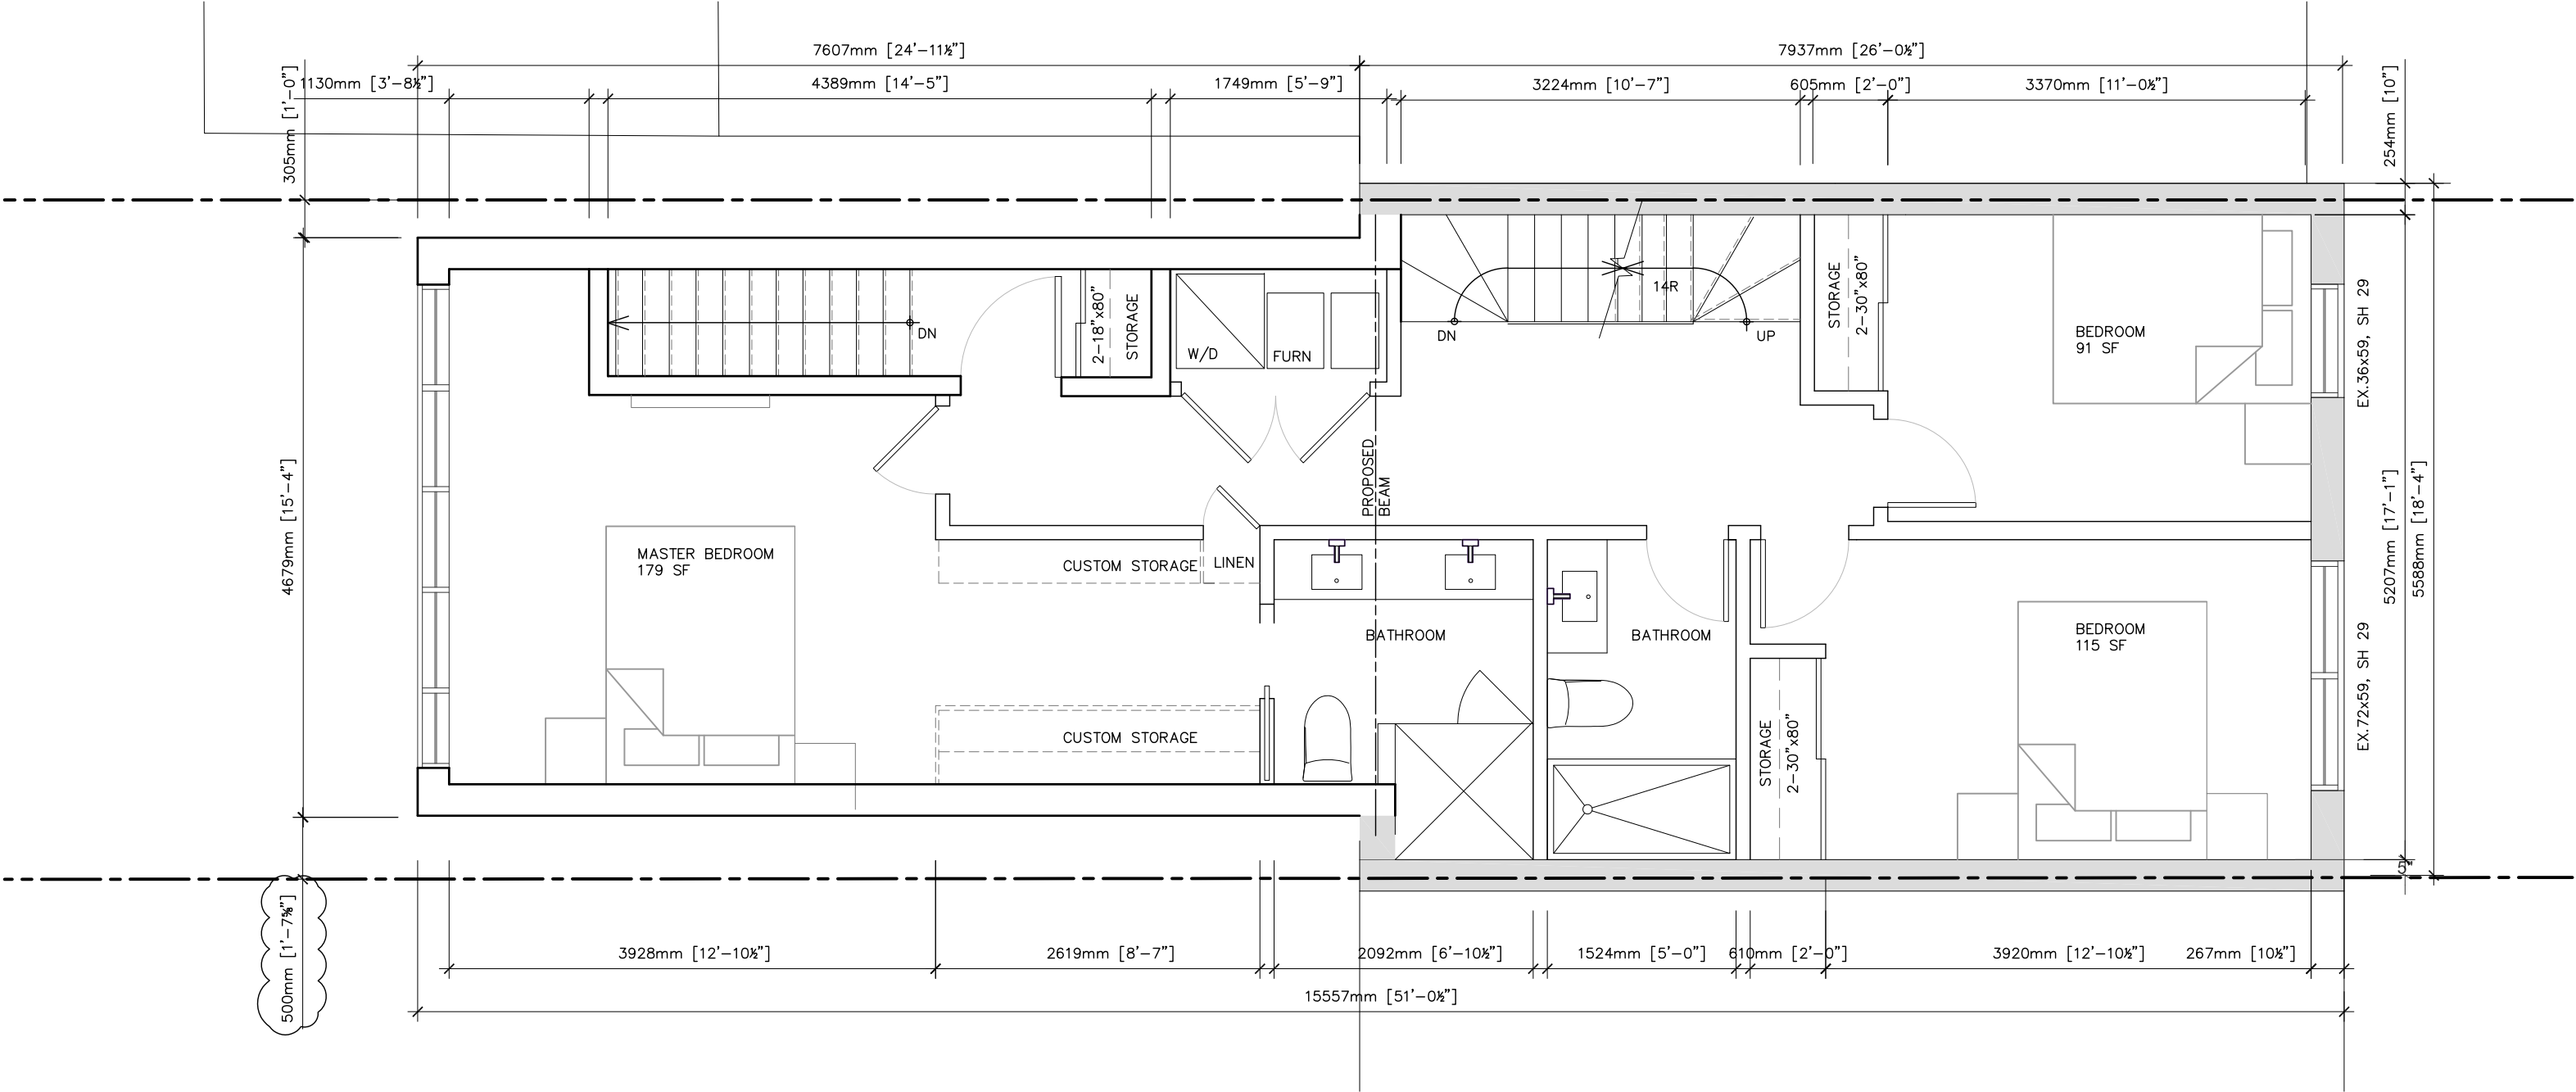 7607mm [24'-11½"]
7937mm [26'-0½"]
1130mm [3'-8½"]
4389mm [14'-5"]
1749mm [5'-9"]
3224mm [10'-7"]
605mm [2'-0"]
3370mm [11'-0½"]
305mm [1'-0"]
254mm [10"]
DN
2-18"x80"
STORAGE
W/D
FURN
DN
14R
UP
STORAGE
2-30"x80"
BEDROOM
91 SF
EX.36x59, SH 29
PROPOSED
BEAM
4679mm [15'-4"]
5207mm [17'-1"]
5588mm [18'-4"]
MASTER BEDROOM
179 SF
CUSTOM STORAGE
LINEN
BATHROOM
BATHROOM
BEDROOM
115 SF
EX.72x59, SH 29
CUSTOM STORAGE
STORAGE
2-30"x80"
5"
500mm [1'-7⅝"]
3928mm [12'-10½"]
2619mm [8'-7"]
2092mm [6'-10½"]
1524mm [5'-0"]
610mm [2'-0"]
3920mm [12'-10½"]
267mm [10½"]
15557mm [51'-0½"]